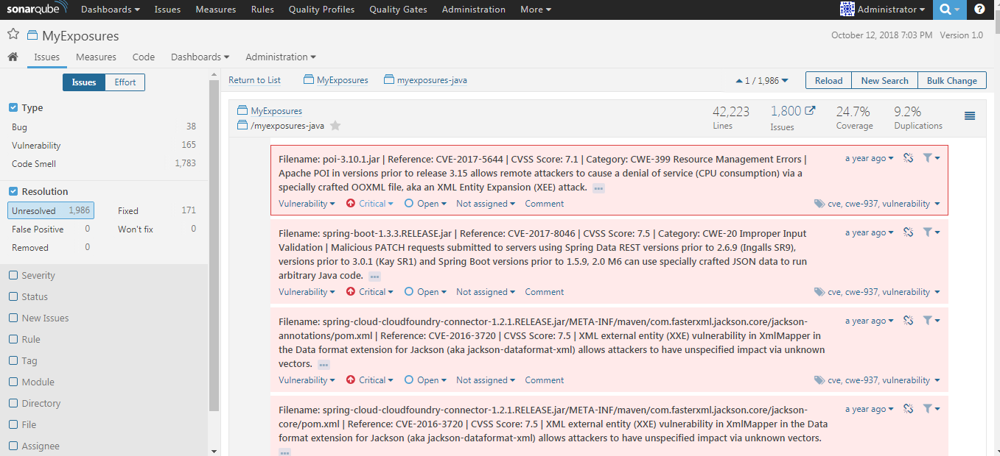 sonarqube Dashboards Issues Measures Rules Quality Profiles Quality Gates Administration More Administrator ?
MyExposures October 12, 2018 7:03 PM Version 1.0
Issues Measures Code Dashboards Administration
Issues Effort
Type
Bug 38
Vulnerability 165
Code Smell 1,783
Resolution
Unresolved 1,986 Fixed 171
False Positive 0 Won't fix 0
Removed 0
Severity
Status
New Issues
Rule
Tag
Module
Directory
File
Assignee
Return to List MyExposures myexposures-java 1 / 1,986 Reload New Search Bulk Change
MyExposures
/myexposures-java
42,223 1,800 24.7% 9.2%
Lines Issues Coverage Duplications
Filename: poi-3.10.1.jar | Reference: CVE-2017-5644 | CVSS Score: 7.1 | Category: CWE-399 Resource Management Errors | a year ago
Apache POI in versions prior to release 3.15 allows remote attackers to cause a denial of service (CPU consumption) via a
specially crafted OOXML file, aka an XML Entity Expansion (XEE) attack.
Vulnerability Critical Open Not assigned Comment cve, cwe-937, vulnerability
Filename: spring-boot-1.3.3.RELEASE.jar | Reference: CVE-2017-8046 | CVSS Score: 7.5 | Category: CWE-20 Improper Input a year ago
Validation | Malicious PATCH requests submitted to servers using Spring Data REST versions prior to 2.6.9 (Ingalls SR9),
versions prior to 3.0.1 (Kay SR1) and Spring Boot versions prior to 1.5.9, 2.0 M6 can use specially crafted JSON data to run
arbitrary Java code.
Vulnerability Critical Open Not assigned Comment cve, cwe-937, vulnerability
Filename: spring-cloud-cloudfoundry-connector-1.2.1.RELEASE.jar/META-INF/maven/com.fasterxml.jackson.core/jackson- a year ago
annotations/pom.xml | Reference: CVE-2016-3720 | CVSS Score: 7.5 | XML external entity (XXE) vulnerability in XmlMapper in
the Data format extension for Jackson (aka jackson-dataformat-xml) allows attackers to have unspecified impact via unknown
vectors.
Vulnerability Critical Open Not assigned Comment cve, cwe-937, vulnerability
Filename: spring-cloud-cloudfoundry-connector-1.2.1.RELEASE.jar/META-INF/maven/com.fasterxml.jackson.core/jackson- a year ago
core/pom.xml | Reference: CVE-2016-3720 | CVSS Score: 7.5 | XML external entity (XXE) vulnerability in XmlMapper in the Data
format extension for Jackson (aka jackson-dataformat-xml) allows attackers to have unspecified impact via unknown vectors.